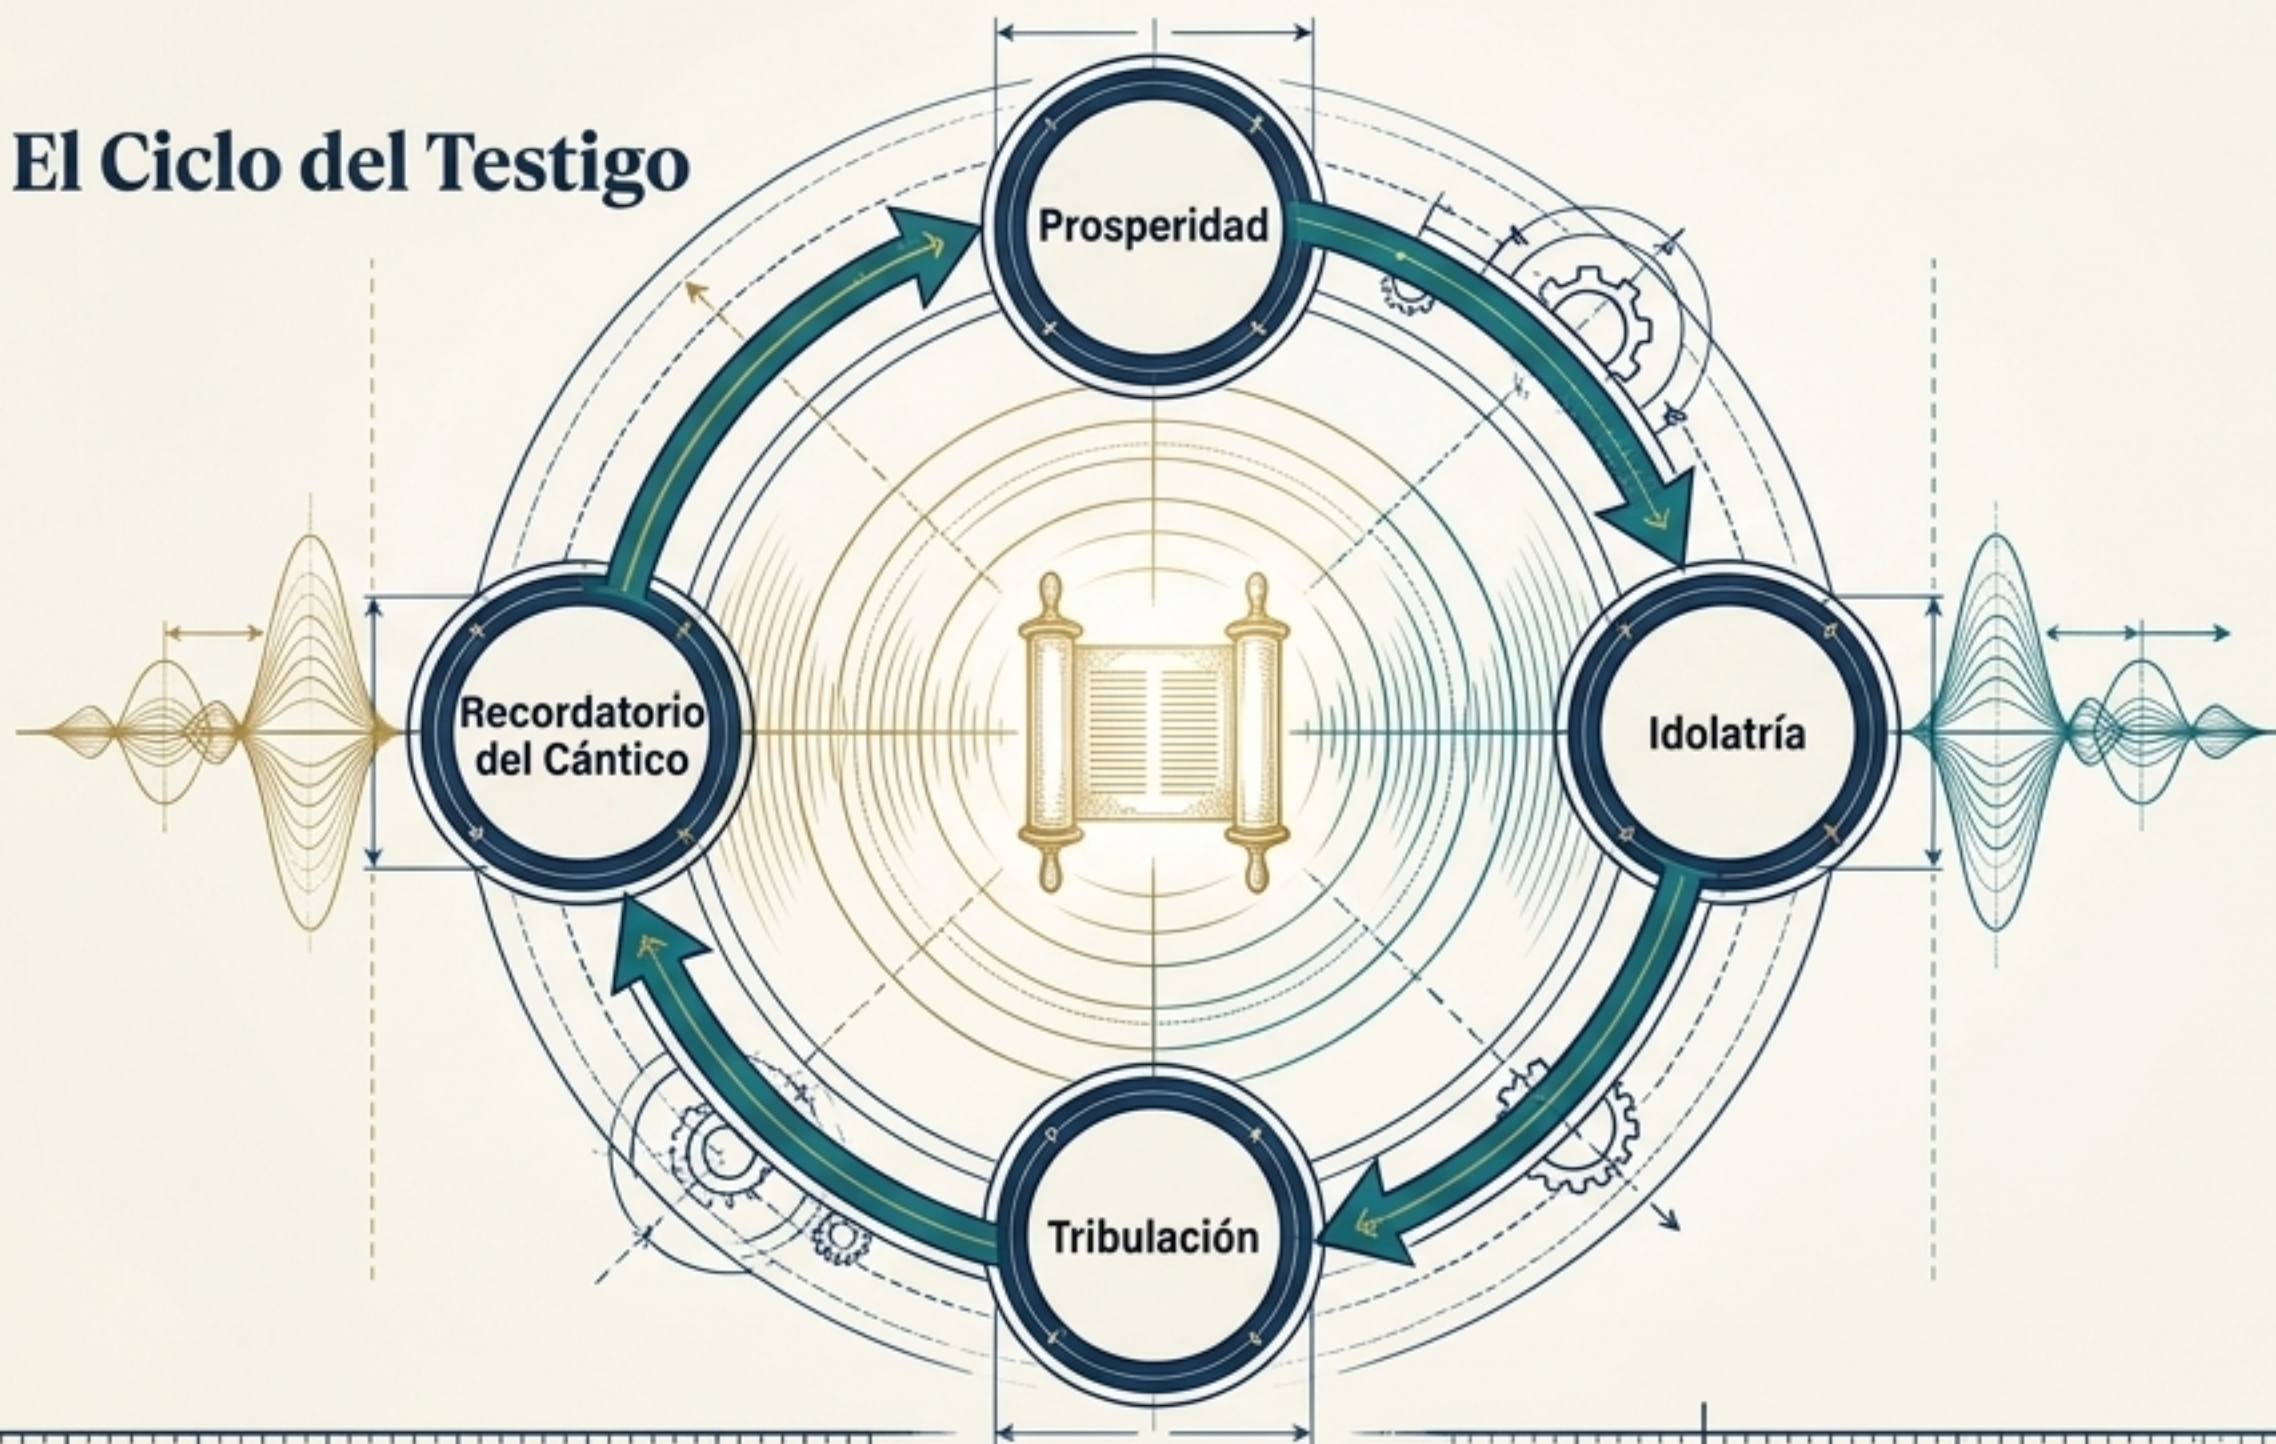 El Ciclo del Testigo
Prosperidad
Recordatorio
del Cántico
Idolatría
Tribulación